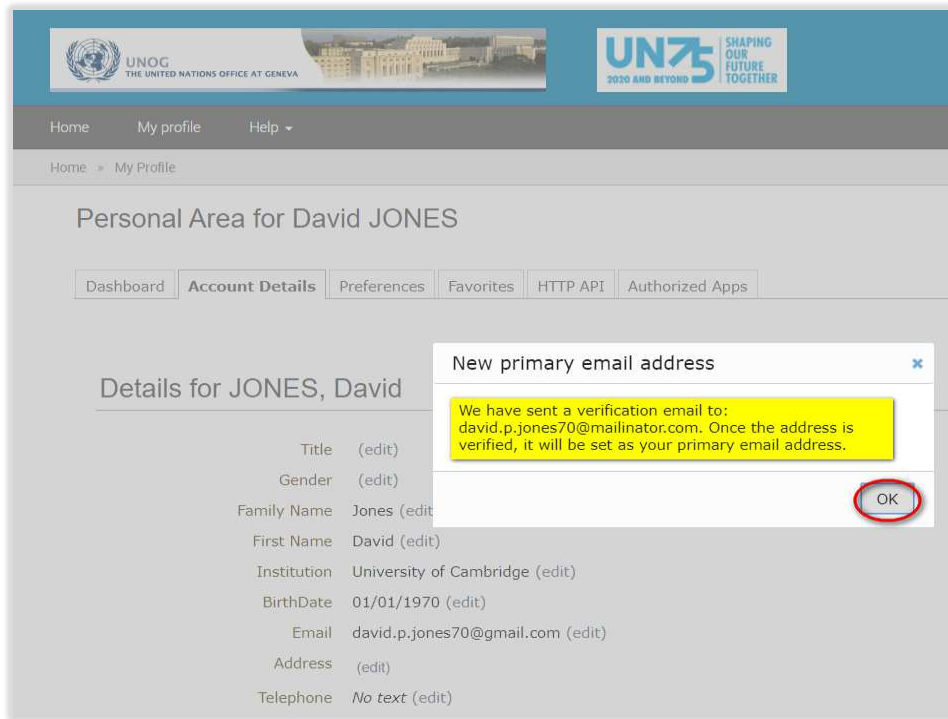 UNOG
THE UNITED NATIONS OFFICE AT GENEVA
UN75
2020 AND BEYOND
SHAPING
OUR
FUTURE
TOGETHER
Home My profile Help
Home » My Profile
Personal Area for David JONES
Dashboard Account Details Preferences Favorites HTTP API Authorized Apps
New primary email address ×
We have sent a verification email to:
david.p.jones70@mailinator.com. Once the address is
verified, it will be set as your primary email address.
OK
Details for JONES, David
Title (edit)
Gender (edit)
Family Name Jones (edit
First Name David (edit)
Institution University of Cambridge (edit)
BirthDate 01/01/1970 (edit)
Email david.p.jones70@gmail.com (edit)
Address (edit)
Telephone No text (edit)